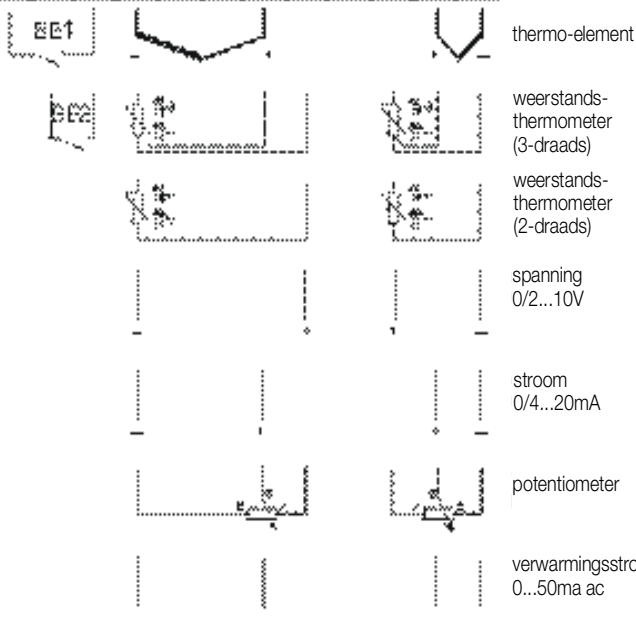 thermo-element
weerstands-
thermometer
(3-draads)
weerstands-
thermometer
(2-draads)
spanning
0/2...10V
stroom
0/4...20mA
potentiometer
verwarmingsstro
0...50ma ac